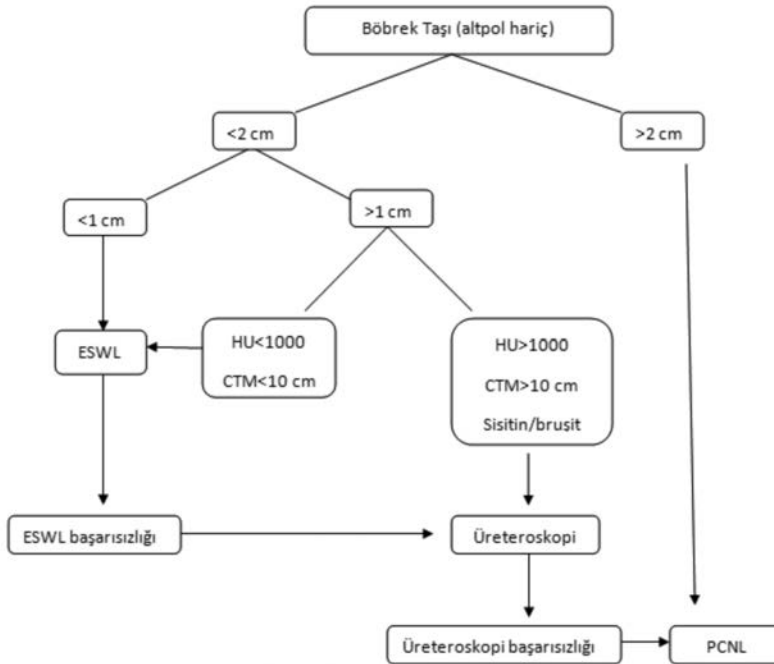 Böbrek Taşı (altpol hariç)
<2 cm
>2 cm
<1 cm
>1 cm
ESWL
HU<1000
CTM<10 cm
HU>1000
CTM>10 cm
Sisitin/bruşit
ESWL başarısızlığı
Üreteroskopi
Üreteroskopi başarısızlığı
PCNL